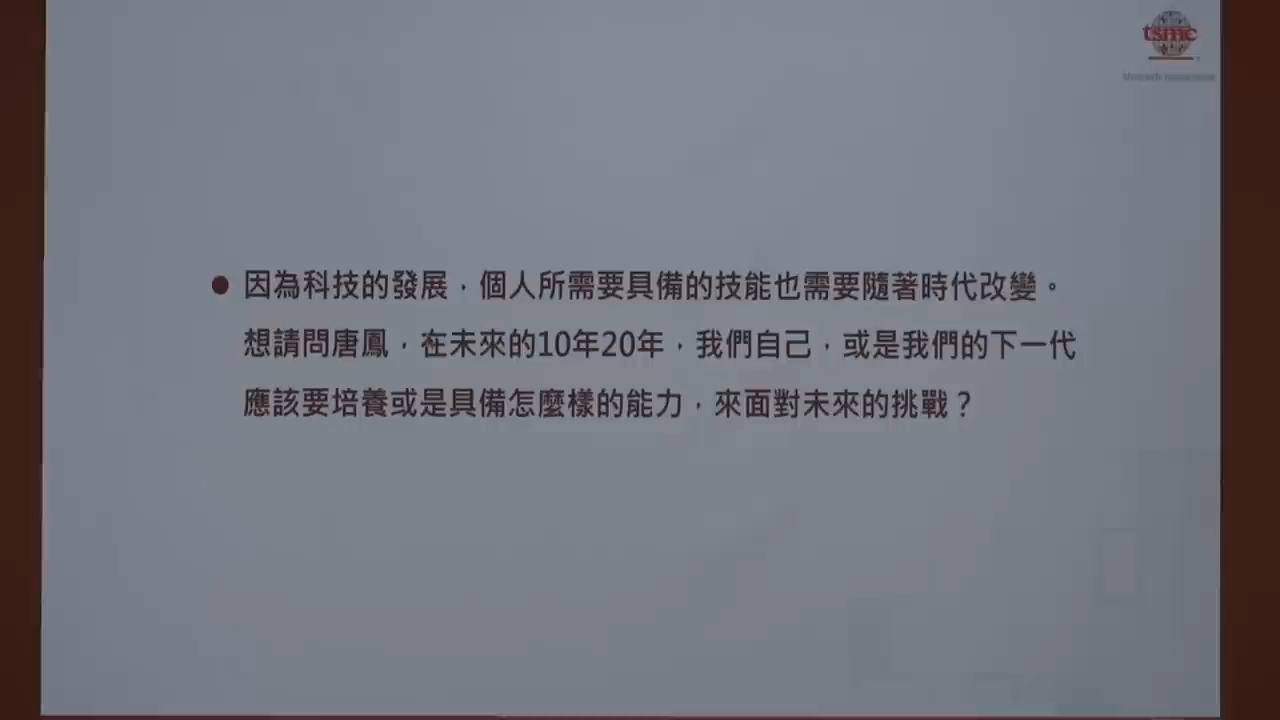 tsmc
● 因為科技的發展，個人所需要具備的技能也需要隨著時代改變。
想請問唐鳳，在未來的10年20年，我們自己，或是我們的下一代
應該要培養或是具備怎麼樣的能力，來面對未來的挑戰？